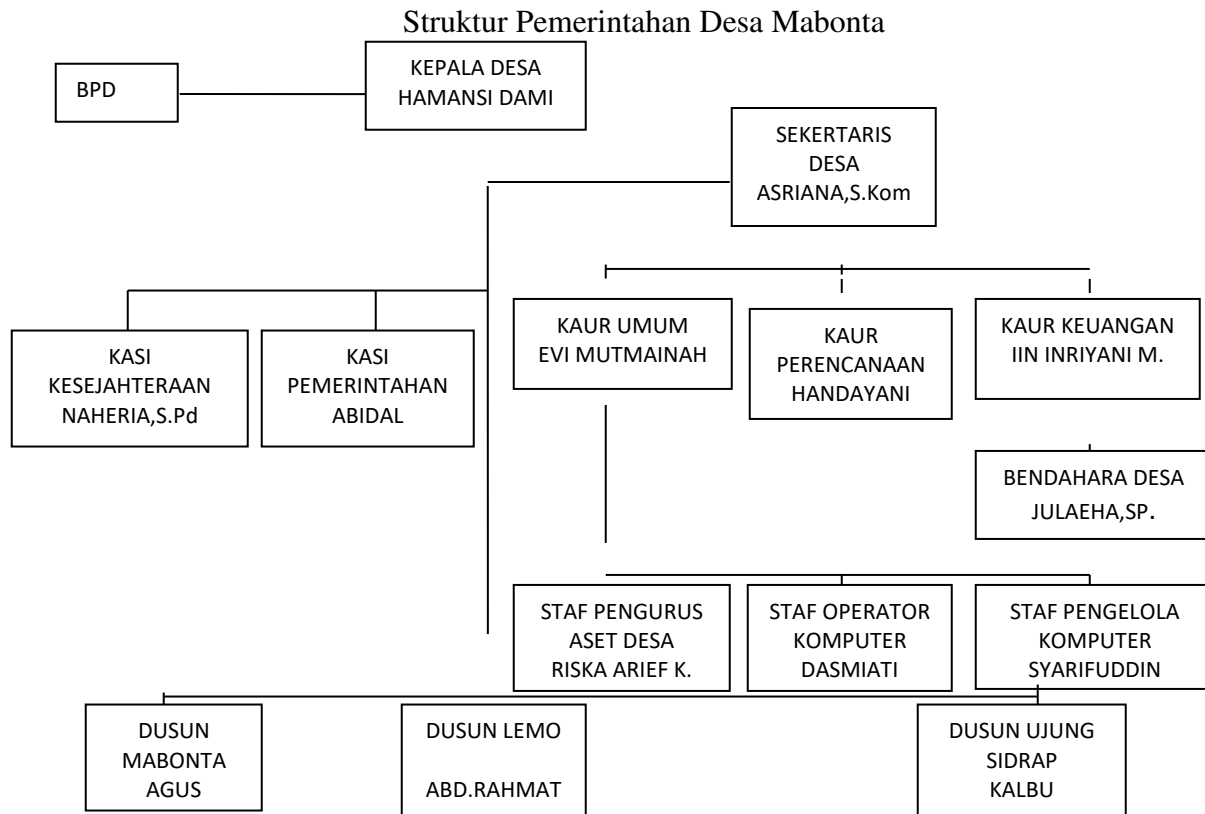 Struktur Pemerintahan Desa Mabonta
BPD
KEPALA DESA
HAMANSI DAMI
SEKERTARIS
DESA
ASRIANA,S.Kom
KASI
KESEJAHTERAAN
NAHERIA,S.Pd
KASI
PEMERINTAHAN
ABIDAL
KAUR UMUM
EVI MUTMAINAH
KAUR
PERENCANAAN
HANDAYANI
KAUR KEUANGAN
IIN INRIYANI M.
BENDAHARA DESA
JULAEHA,SP.
STAF PENGURUS
ASET DESA
RISKA ARIEF K.
STAF OPERATOR
KOMPUTER
DASMIATI
STAF PENGELOLA
KOMPUTER
SYARIFUDDIN
DUSUN
MABONTA
AGUS
DUSUN LEMO
ABD.RAHMAT
DUSUN UJUNG
SIDRAP
KALBU